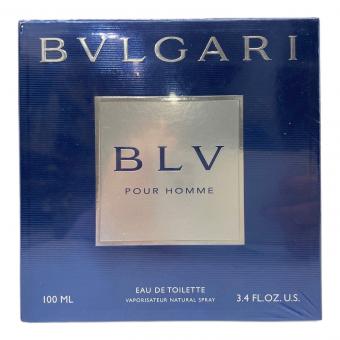 BVLGARI
BLV
POUR HOMME
EAU DE TOILETTE
100 ML VAPORISATEUR NATURAL SPRAY 3.4 FL.OZ. U.S.